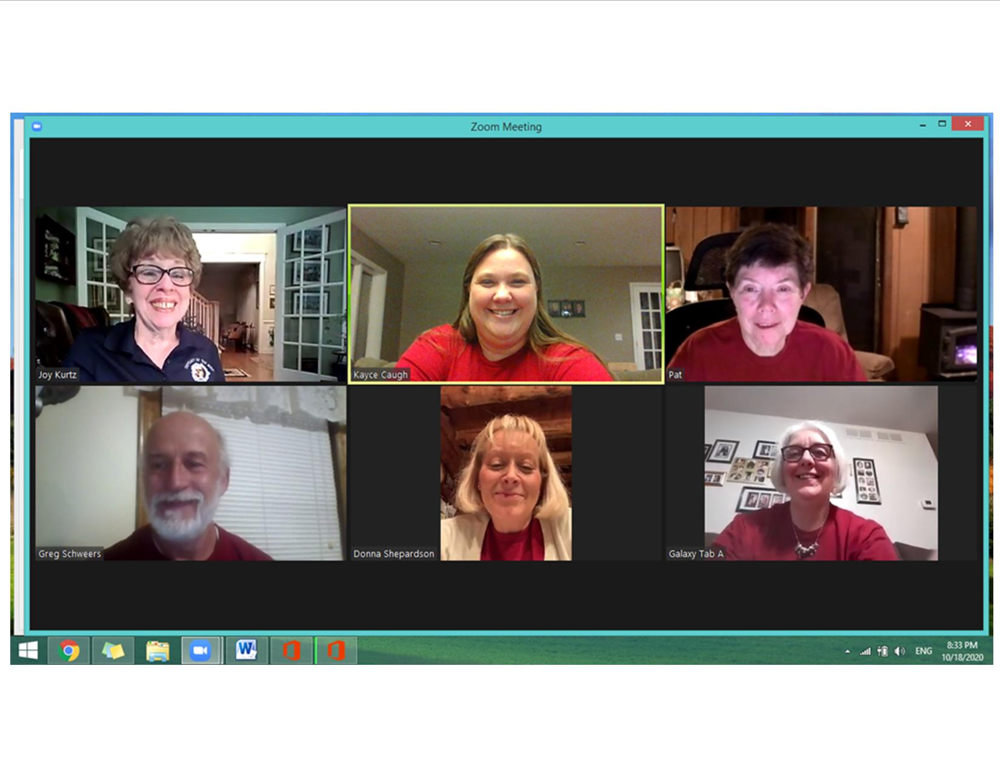 Zoom Meeting
Joy Kurtz
Kayce Caugh
Pat
Greg Schweers
Donna Shepardson
Galaxy Tab A
ENG
8:33 PM
10/18/2020